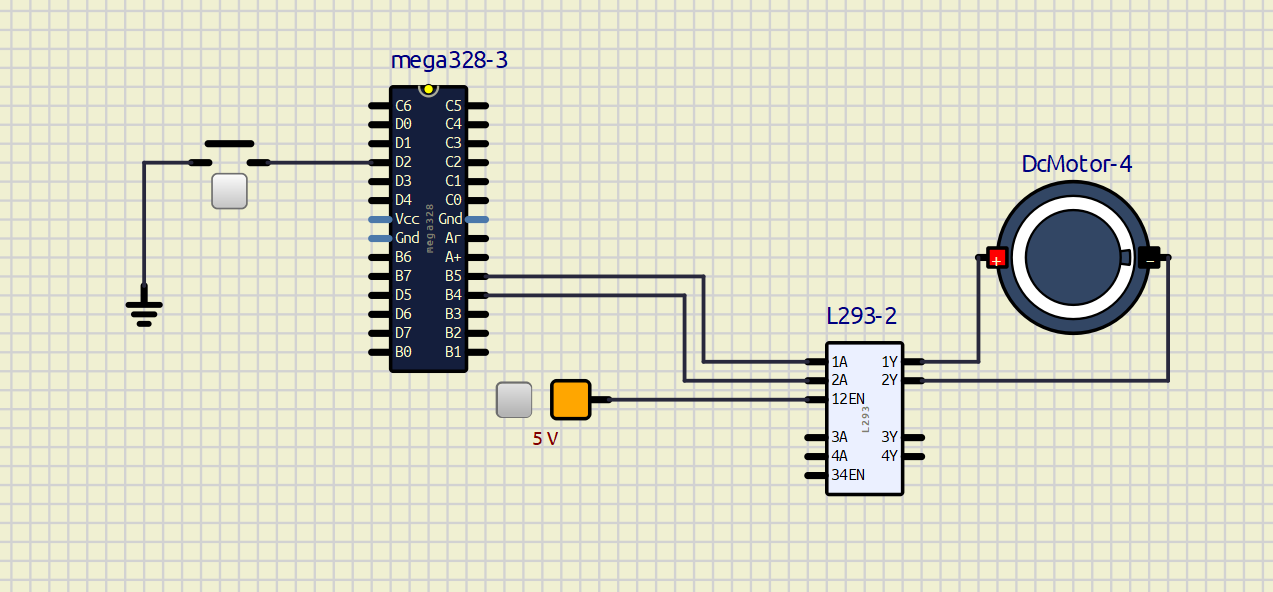 mega328-3
C6 C5
D0 C4
D1 C3
D2 C2
D3 C1
D4 C0
Vcc Gnd
Gnd Ar
B6 A+
B7 B5
D5 B4
D6 B3
D7 B2
B0 B1
mega328
DcMotor-4
+ -
L293-2
1A 1Y
2A 2Y
12EN
3A 3Y
4A 4Y
34EN
L293
5 V